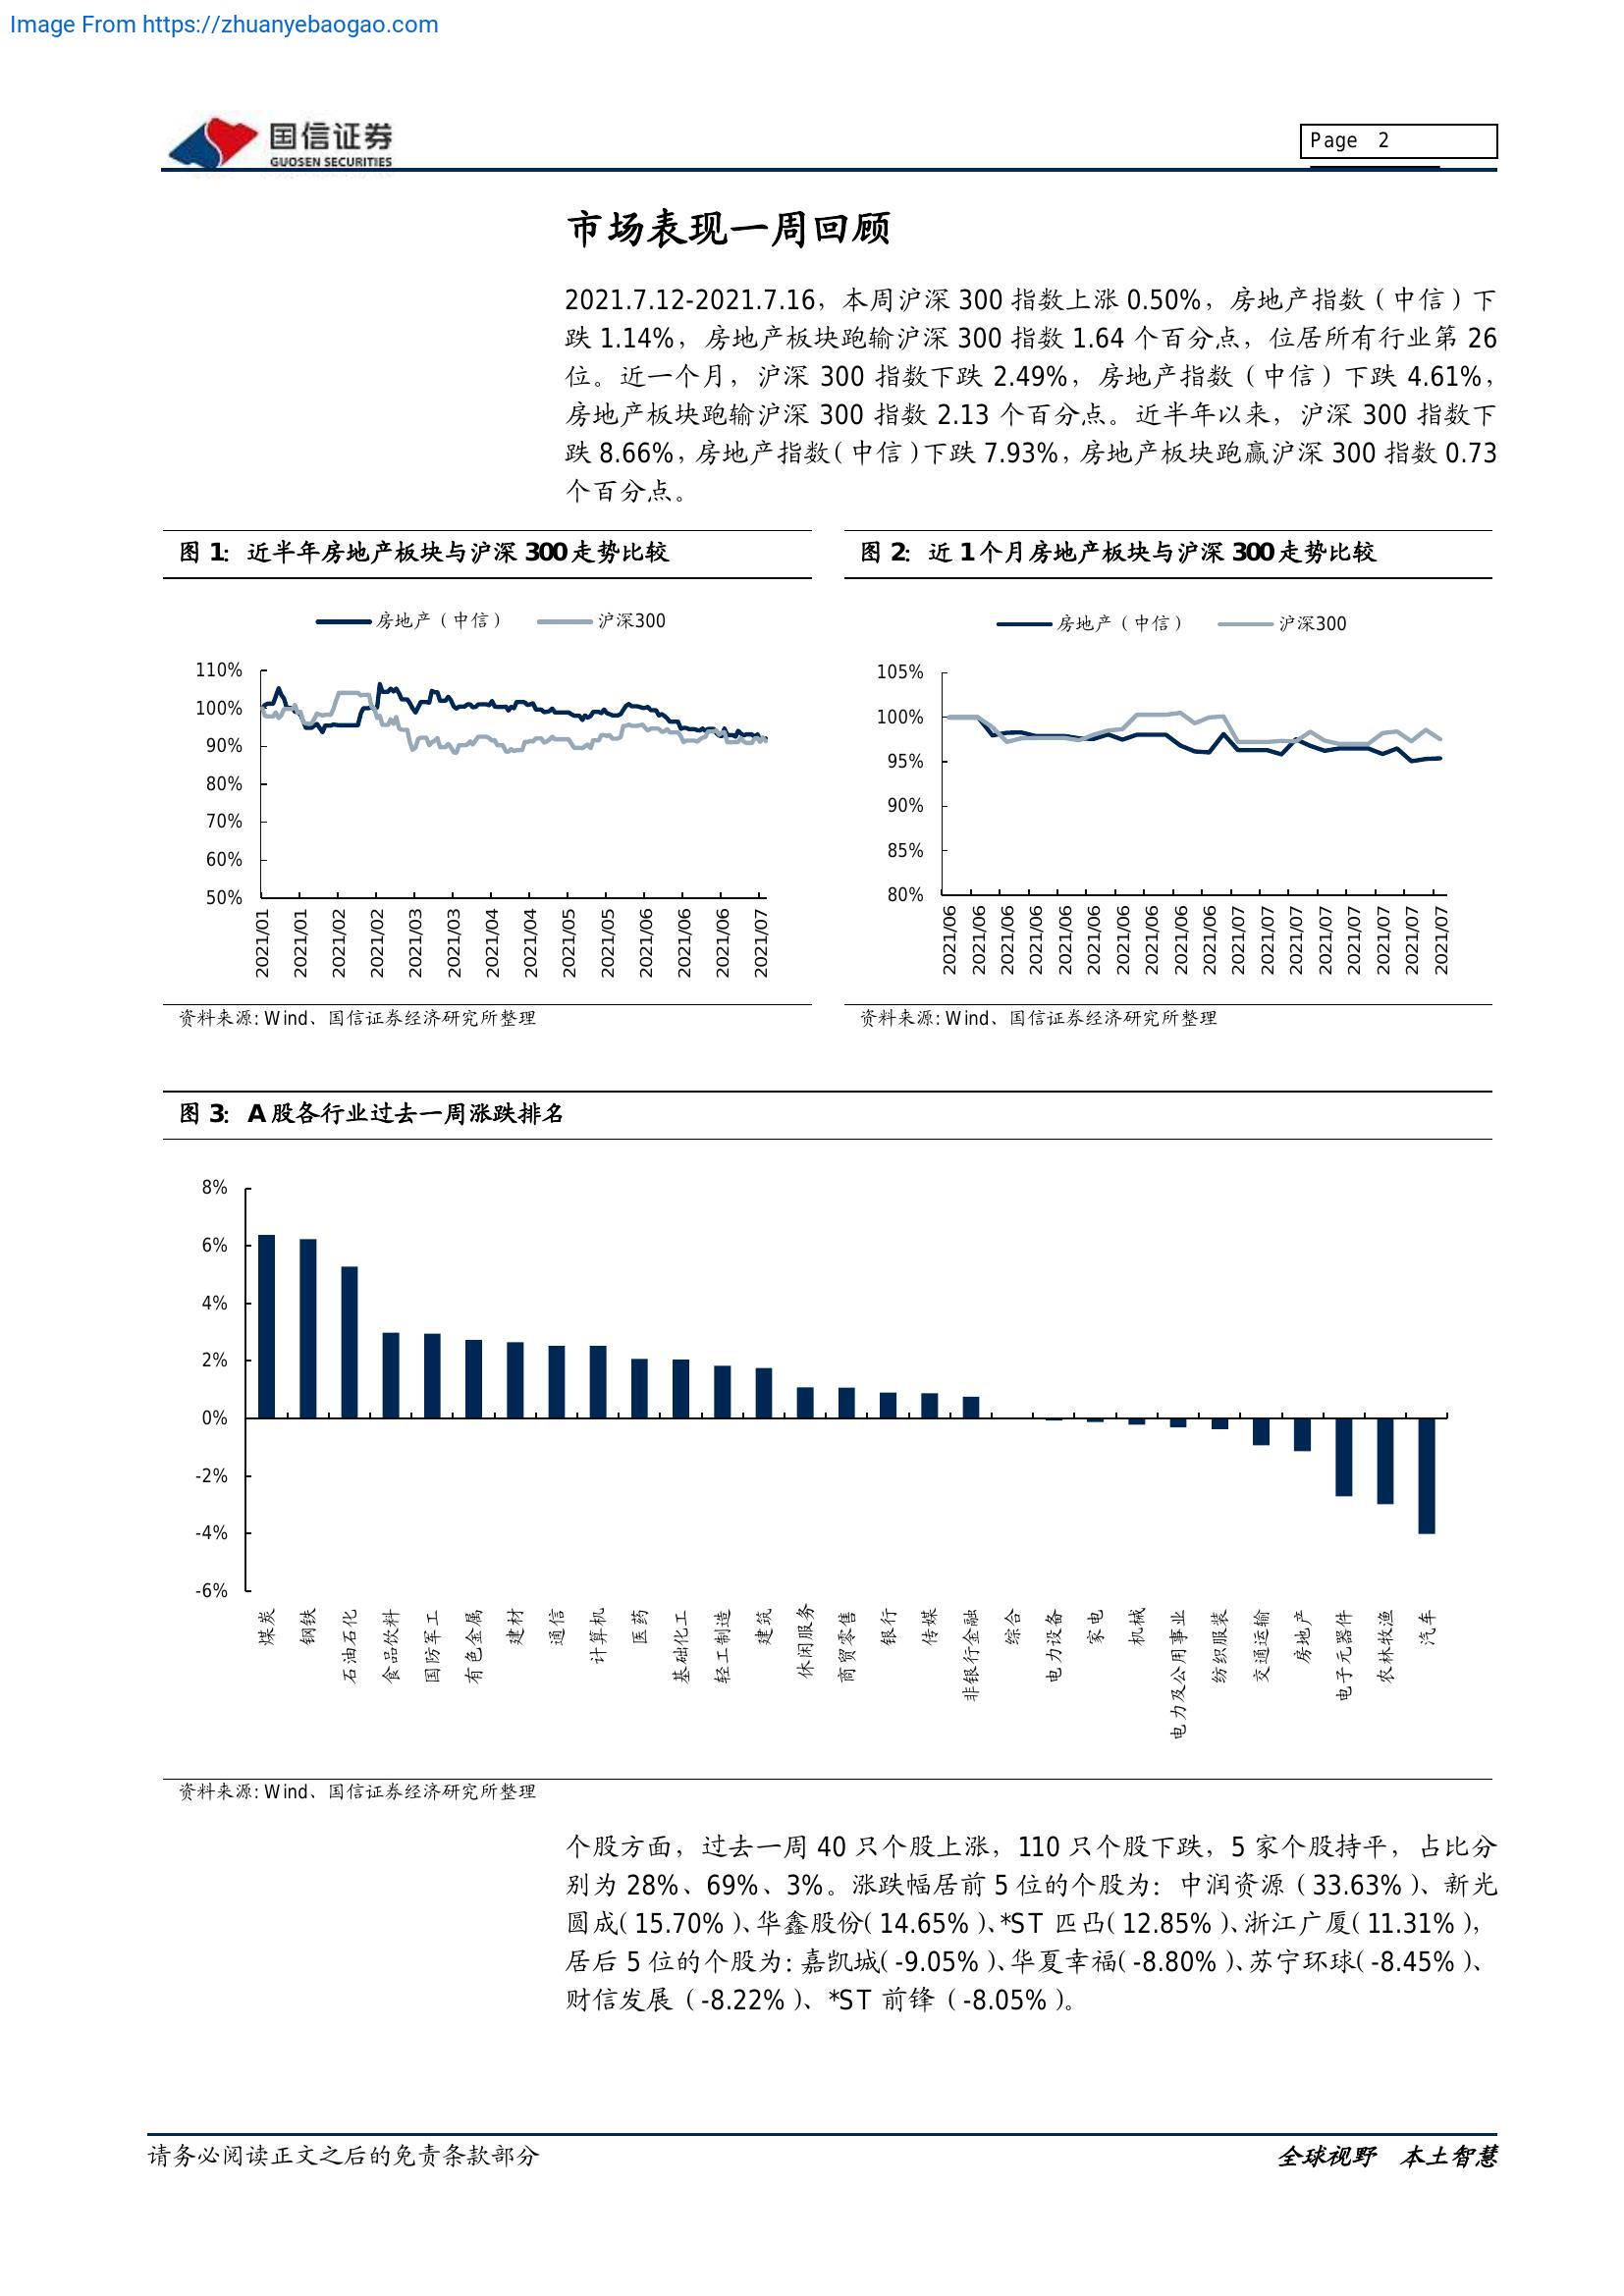 Image From https://zhuanyebaogao.com
国信证券
GUOSEN SECURITIES
Page 2
市场表现一周回顾
2021.7.12-2021.7.16，本周沪深 300 指数上涨 0.50%，房地产指数（中信）下
跌 1.14%，房地产板块跑输沪深 300 指数 1.64 个百分点，位居所有行业第 26
位。近一个月，沪深 300 指数下跌 2.49%，房地产指数（中信）下跌 4.61%，
房地产板块跑输沪深 300 指数 2.13 个百分点。近半年以来，沪深 300 指数下
跌 8.66%，房地产指数（中信）下跌 7.93%，房地产板块跑赢沪深 300 指数 0.73
个百分点。
图 1：近半年房地产板块与沪深 300 走势比较
房地产（中信） 沪深300
110%
100%
90%
80%
70%
60%
50%
2021/01 2021/01 2021/02 2021/02 2021/03 2021/03 2021/04 2021/04 2021/05 2021/05 2021/06 2021/06 2021/06 2021/07
资料来源: Wind、国信证券经济研究所整理
图 2：近 1 个月房地产板块与沪深 300 走势比较
房地产（中信） 沪深300
105%
100%
95%
90%
85%
80%
2021/06 2021/06 2021/06 2021/06 2021/06 2021/06 2021/06 2021/06 2021/06 2021/06 2021/07 2021/07 2021/07 2021/07 2021/07 2021/07 2021/07 2021/07
资料来源: Wind、国信证券经济研究所整理
图 3：A 股各行业过去一周涨跌排名
8%
6%
4%
2%
0%
-2%
-4%
-6%
煤炭 钢铁 石油石化 食品饮料 国防军工 有色金属 建材 通信 计算机 医药 基础化工 轻工制造 建筑 休闲服务 商贸零售 银行 传媒 非银行金融 综合 电力设备 家电 机械 电力及公用事业 纺织服装 交通运输 房地产 电子元器件 农林牧渔 汽车
资料来源: Wind、国信证券经济研究所整理
个股方面，过去一周 40 只个股上涨，110 只个股下跌，5 家个股持平，占比分
别为 28%、69%、3%。涨跌幅居前 5 位的个股为：中润资源（33.63%）、新光
圆成（15.70%）、华鑫股份（14.65%）、*ST 匹凸（12.85%）、浙江广厦（11.31%），
居后 5 位的个股为：嘉凯城（-9.05%）、华夏幸福（-8.80%）、苏宁环球（-8.45%）、
财信发展（-8.22%）、*ST 前锋（-8.05%）。
请务必阅读正文之后的免责条款部分
全球视野 本土智慧